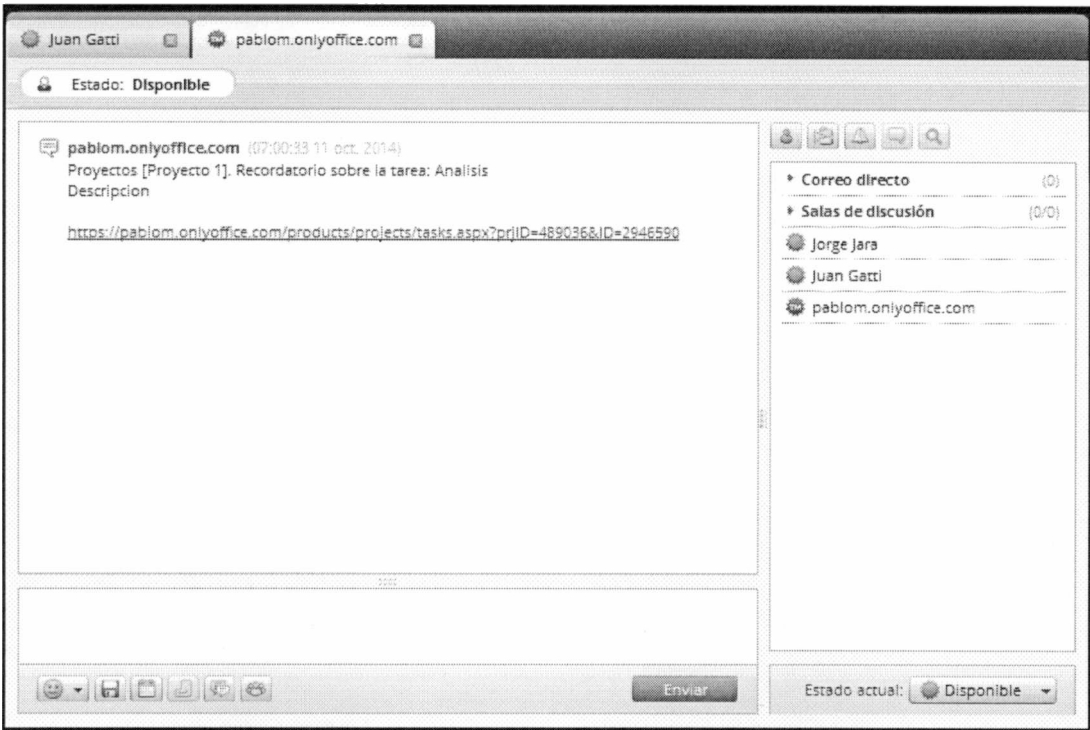 Juan Gatti
pablom.onlyoffice.com
Estado: Disponible
pablom.onlyoffice.com (07:00:33 11 oct. 2014)
Proyectos [Proyecto 1]. Recordatorio sobre la tarea: Analisis
Descripcion
https://pablom.onlyoffice.com/products/projects/tasks.aspx?prjID=489036&ID=2946590
Enviar
Correo directo (0)
Salas de discusión (0/0)
Jorge Jara
Juan Gatti
TM pablom.onlyoffice.com
Estado actual: Disponible